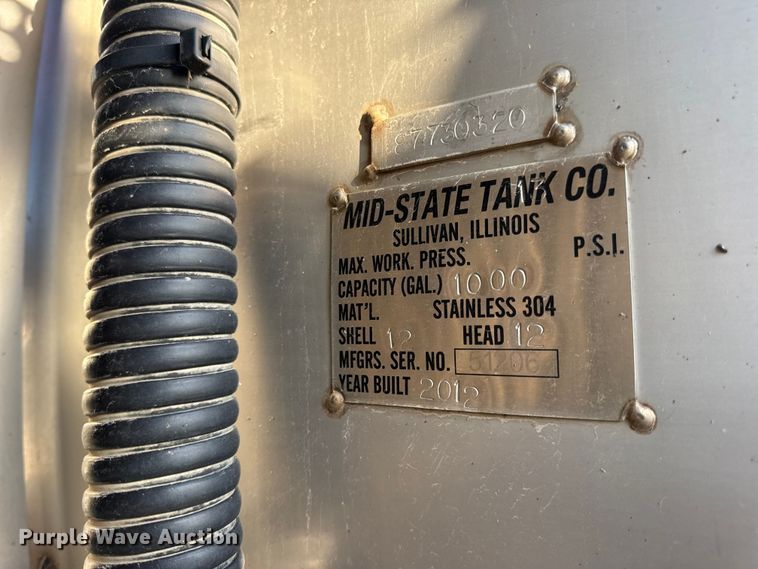 87730320
MID-STATE TANK CO.
SULLIVAN, ILLINOIS
MAX. WORK. PRESS. P.S.I.
CAPACITY (GAL.) 1000
MAT'L. STAINLESS 304
SHELL 12 HEAD 12
MFGRS. SER. NO. 51206
YEAR BUILT 2012
Purple Wave Auction